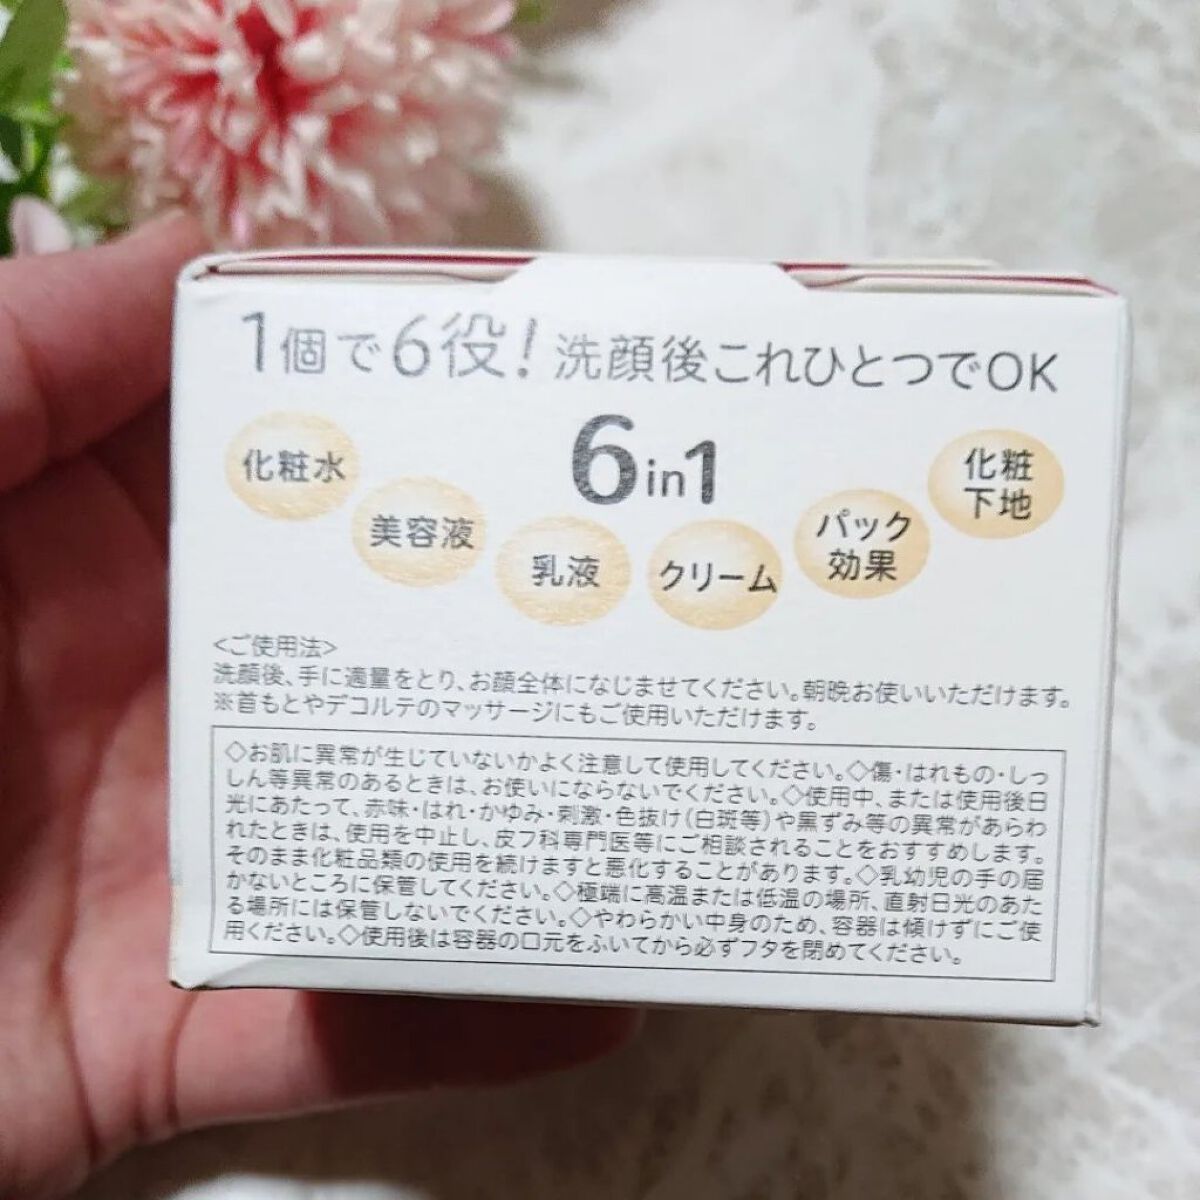 1個で6役!洗顔後これひとつでOK
6in1
化粧水
美容液
乳液
クリーム
パック
効果
化粧
下地
<ご使用法>
洗顔後、手に適量をとり、お顔全体になじませてください。朝晩お使いいただけます。
※首もとやデコルテのマッサージにもご使用いただけます。
◇お肌に異常が生じていないかよく注意して使用してください。◇傷・はれもの・しっ
しん等異常のあるときは、お使いにならないでください。◇使用中、または使用後日
光にあたって、赤味・はれ・かゆみ・刺激・色抜け(白斑等)や黒ずみ等の異常があらわ
れたときは、使用を中止し、皮フ科専門医等にご相談されることをおすすめします。
そのまま化粧品類の使用を続けますと悪化することがあります。◇乳幼児の手の届
かないところに保管してください。◇極端に高温または低温の場所、直射日光のあた
る場所には保管しないでください。◇やわらかい中身のため、容器は傾けずにご使
用ください。◇使用後は容器の口元をふいてから必ずフタを閉めてください。